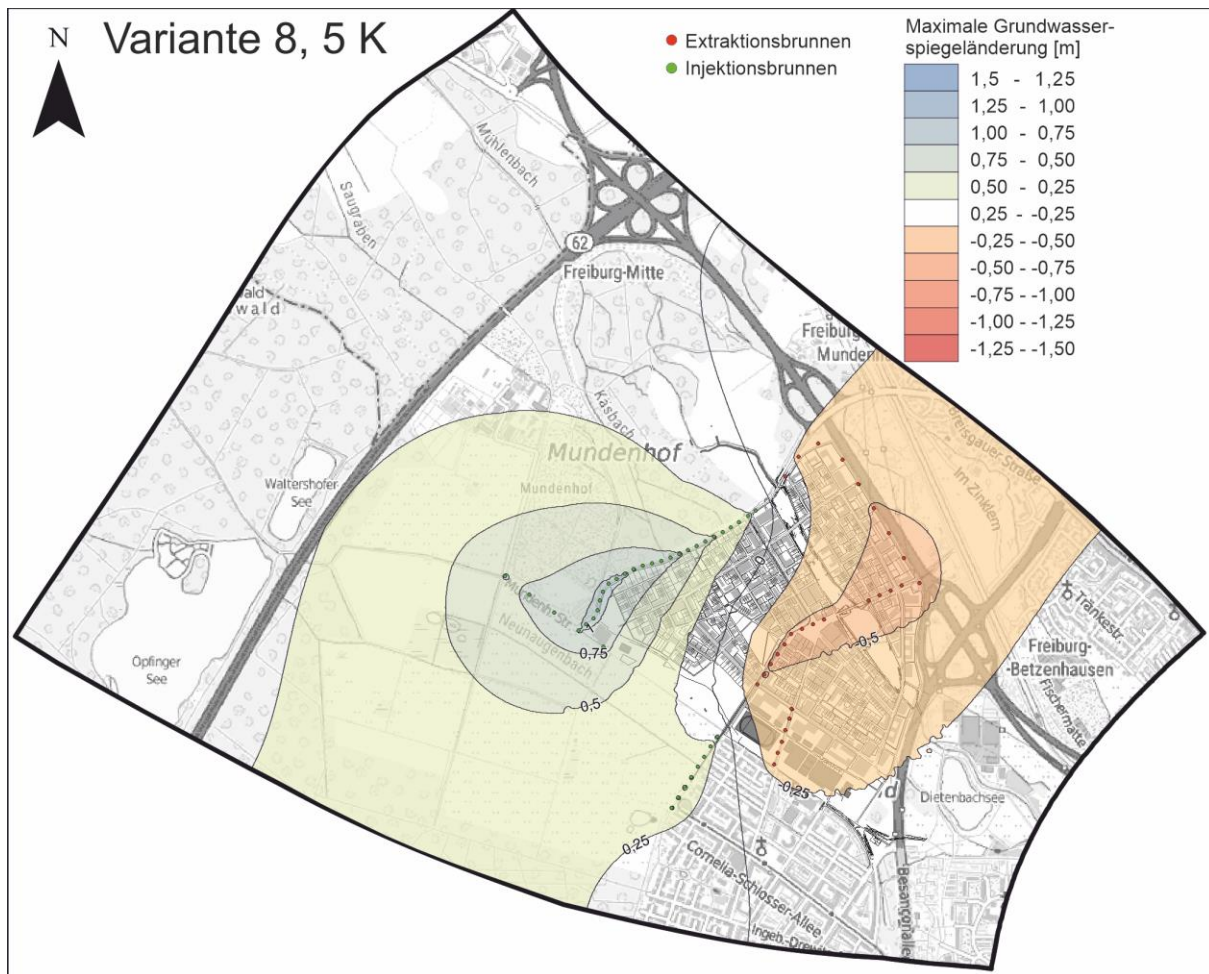 N
Variante 8, 5 K
Extraktionsbrunnen
Injektionsbrunnen
Maximale Grundwasser-
spiegeländerung [m]
1,5 - 1,25
1,25 - 1,00
1,00 - 0,75
0,75 - 0,50
0,50 - 0,25
0,25 - -0,25
-0,25 - -0,50
-0,50 - -0,75
-0,75 - -1,00
-1,00 - -1,25
-1,25 - -1,50
Mühlenbach
Saugraben
62
Freiburg-Mitte
wald
Freiburg-
Mundenhof
Käsbach
Mundenhof
Mundenhof
Breisgauer Straße
Im Zinklern
Waltershofer
See
Mundenh. Str.
Neunaugenbach
0
0,75
0,5
-0,5
Tränkestr.
Freiburg-
Betzenhausen
Fischermatte
Opfinger
See
-0,25
Dietenbachsee
0,25
Cornelia-Schlosser-Allee
Besançonallee